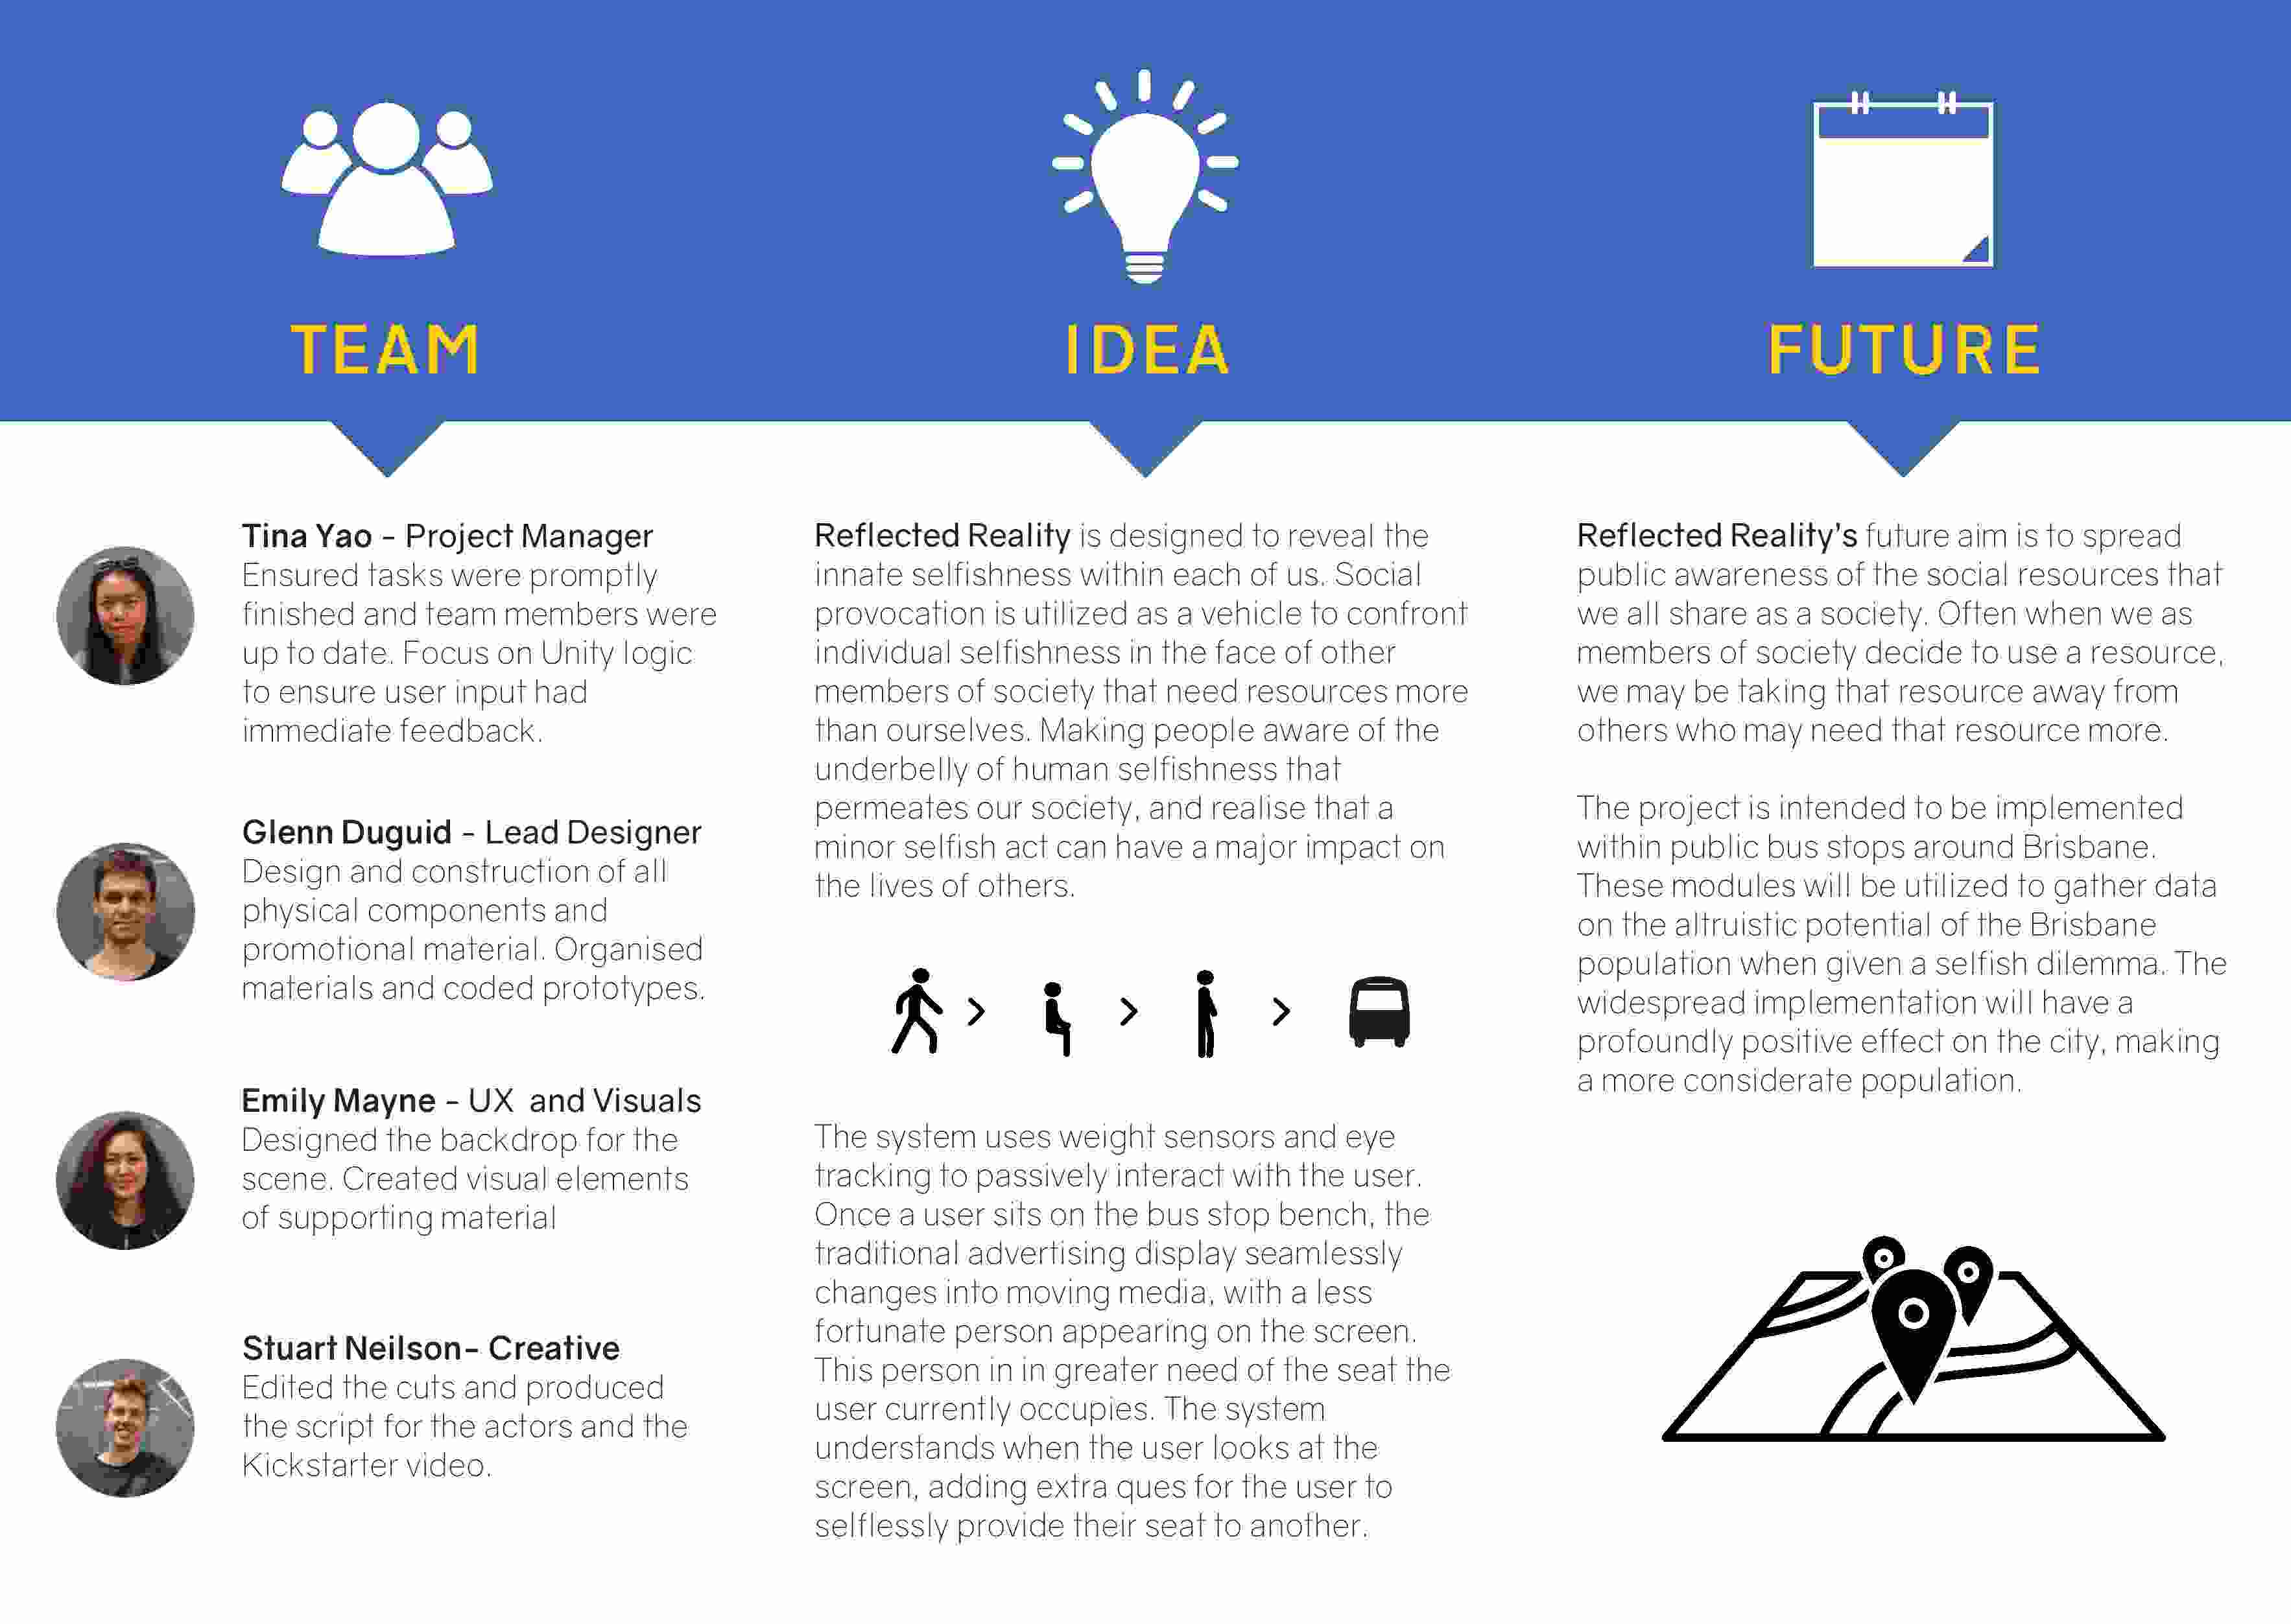 TEAM
Tina Yao - Project Manager
Ensured tasks were promptly
finished and team members were
up to date. Focus on Unity logic
to ensure user input had
immediate feedback.
Glenn Duguid - Lead Designer
Design and construction of all
physical components and
promotional material. Organised
materials and coded prototypes.
Emily Mayne - UX and Visuals
Designed the backdrop for the
scene. Created visual elements
of supporting material
Stuart Neilson- Creative
Edited the cuts and produced
the script for the actors and the
Kickstarter video.
IDEA
Reflected Reality is designed to reveal the
innate selfishness within each of us. Social
provocation is utilized as a vehicle to confront
individual selfishness in the face of other
members of society that need resources more
than ourselves. Making people aware of the
underbelly of human selfishness that
permeates our society, and realise that a
minor selfish act can have a major impact on
the lives of others.
> > >
The system uses weight sensors and eye
tracking to passively interact with the user.
Once a user sits on the bus stop bench, the
traditional advertising display seamlessly
changes into moving media, with a less
fortunate person appearing on the screen.
This person in in greater need of the seat the
user currently occupies. The system
understands when the user looks at the
screen, adding extra ques for the user to
selflessly provide their seat to another.
FUTURE
Reflected Reality's future aim is to spread
public awareness of the social resources that
we all share as a society. Often when we as
members of society decide to use a resource,
we may be taking that resource away from
others who may need that resource more.
The project is intended to be implemented
within public bus stops around Brisbane.
These modules will be utilized to gather data
on the altruistic potential of the Brisbane
population when given a selfish dilemma. The
widespread implementation will have a
profoundly positive effect on the city, making
a more considerate population.